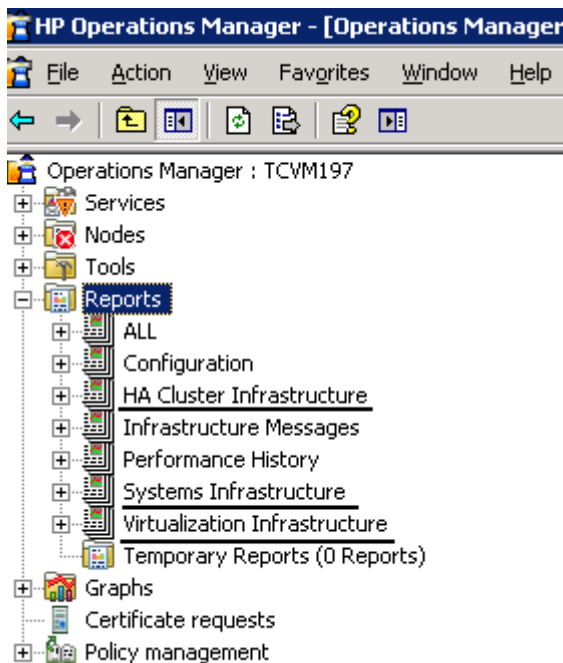 HP Operations Manager - [Operations Manager
File Action View Favorites Window Help
Operations Manager : TCVM197
Services
Nodes
Tools
Reports
ALL
Configuration
HA Cluster Infrastructure
Infrastructure Messages
Performance History
Systems Infrastructure
Virtualization Infrastructure
Temporary Reports (0 Reports)
Graphs
Certificate requests
Policy management